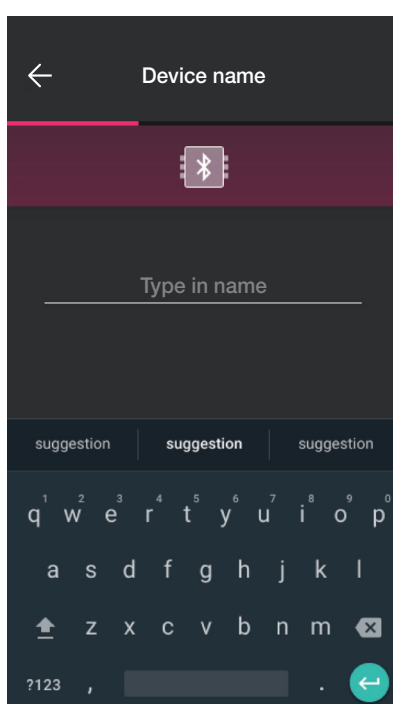 Device name
Type in name
suggestion suggestion suggestion
1 2 3 4 5 6 7 8 9 0
q w e r t y u i o p
a s d f g h j k l
z x c v b n m
?123 , .